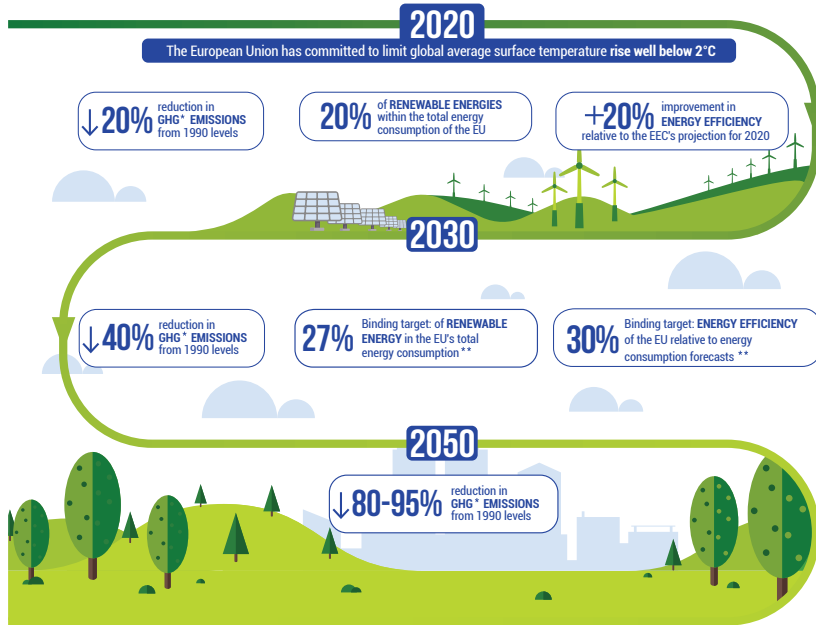 2020
The European Union has committed to limit global average surface temperature rise well below 2°C
↓20% reduction in
GHG* EMISSIONS
from 1990 levels
20% of RENEWABLE ENERGIES
within the total energy
consumption of the EU
+20% improvement in
ENERGY EFFICIENCY
relative to the EEC's projection for 2020
2030
↓40% reduction in
GHG* EMISSIONS
from 1990 levels
27% Binding target: of RENEWABLE
ENERGY in the EU's total
energy consumption**
30% Binding target: ENERGY EFFICIENCY
of the EU relative to energy
consumption forecasts **
2050
↓80-95% reduction in
GHG* EMISSIONS
from 1990 levels